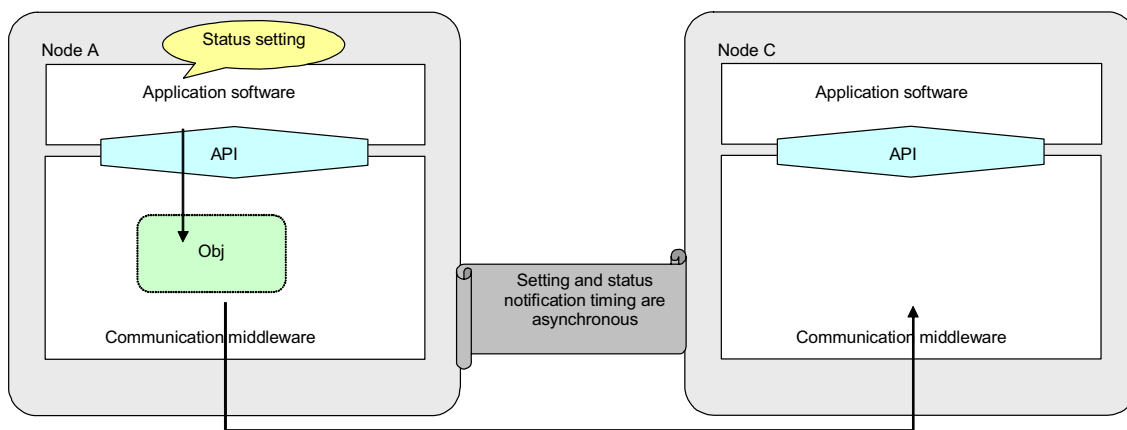 Node A
Status setting
Application software
API
Obj
Communication middleware
Setting and status
notification timing are
asynchronous
Node C
Application software
API
Communication middleware